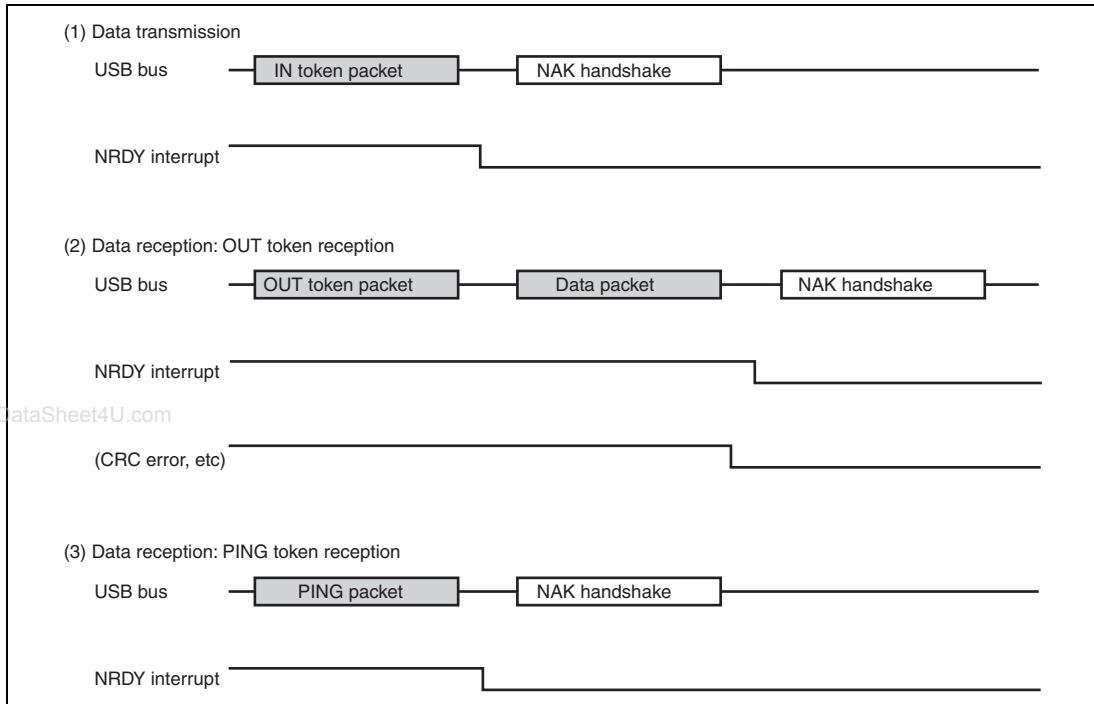 (1) Data transmission
USB bus
IN token packet
NAK handshake
NRDY interrupt
(2) Data reception: OUT token reception
USB bus
OUT token packet
Data packet
NAK handshake
NRDY interrupt
DataSheet4U.com
(CRC error, etc)
(3) Data reception: PING token reception
USB bus
PING packet
NAK handshake
NRDY interrupt